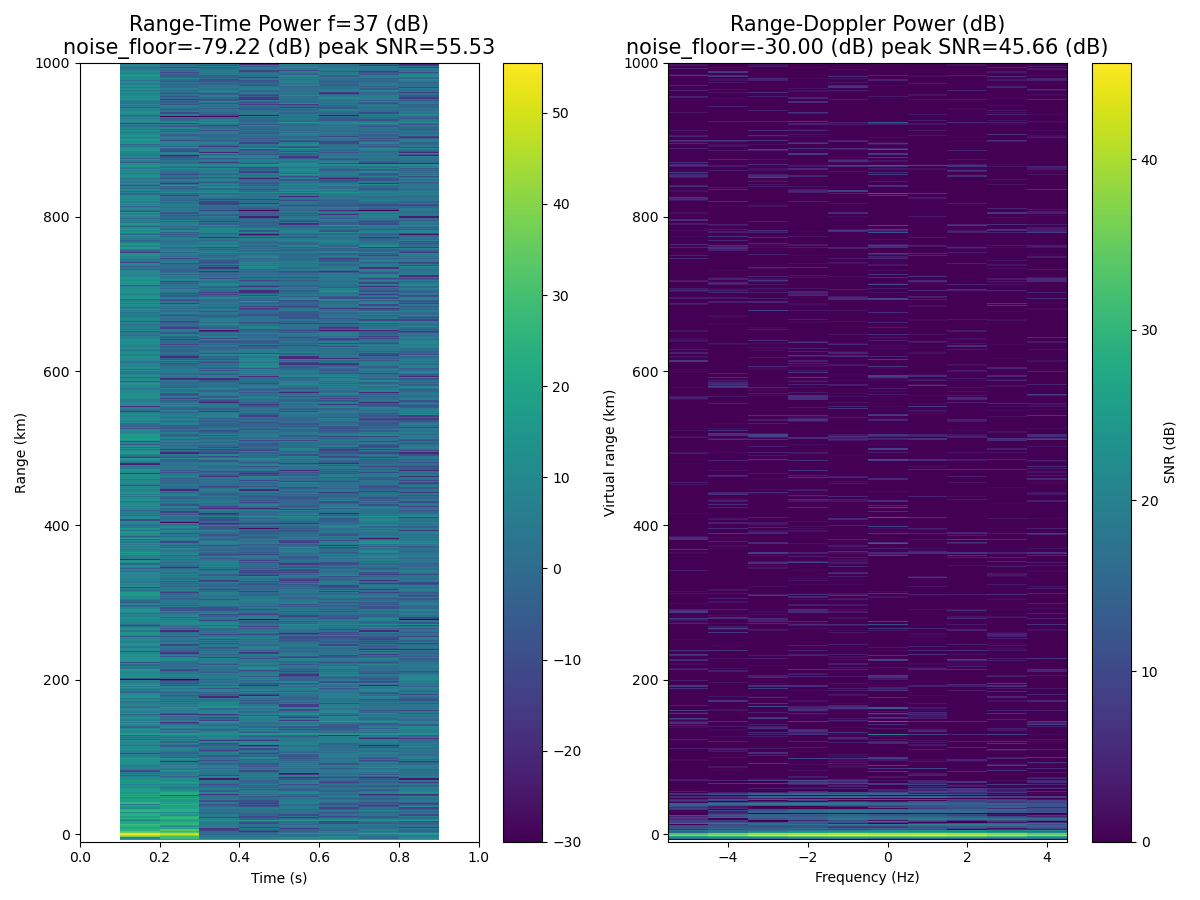 Range-Time Power f=37 (dB)
noise_floor=-79.22 (dB) peak SNR=55.53
1000
800
600
400
200
0
Range (km)
0.0 0.2 0.4 0.6 0.8 1.0
Time (s)
50
40
30
20
10
0
−10
−20
−30
Range-Doppler Power (dB)
noise_floor=-30.00 (dB) peak SNR=45.66 (dB)
1000
800
600
400
200
0
Virtual range (km)
−4 −2 0 2 4
Frequency (Hz)
40
30
20
10
0
SNR (dB)